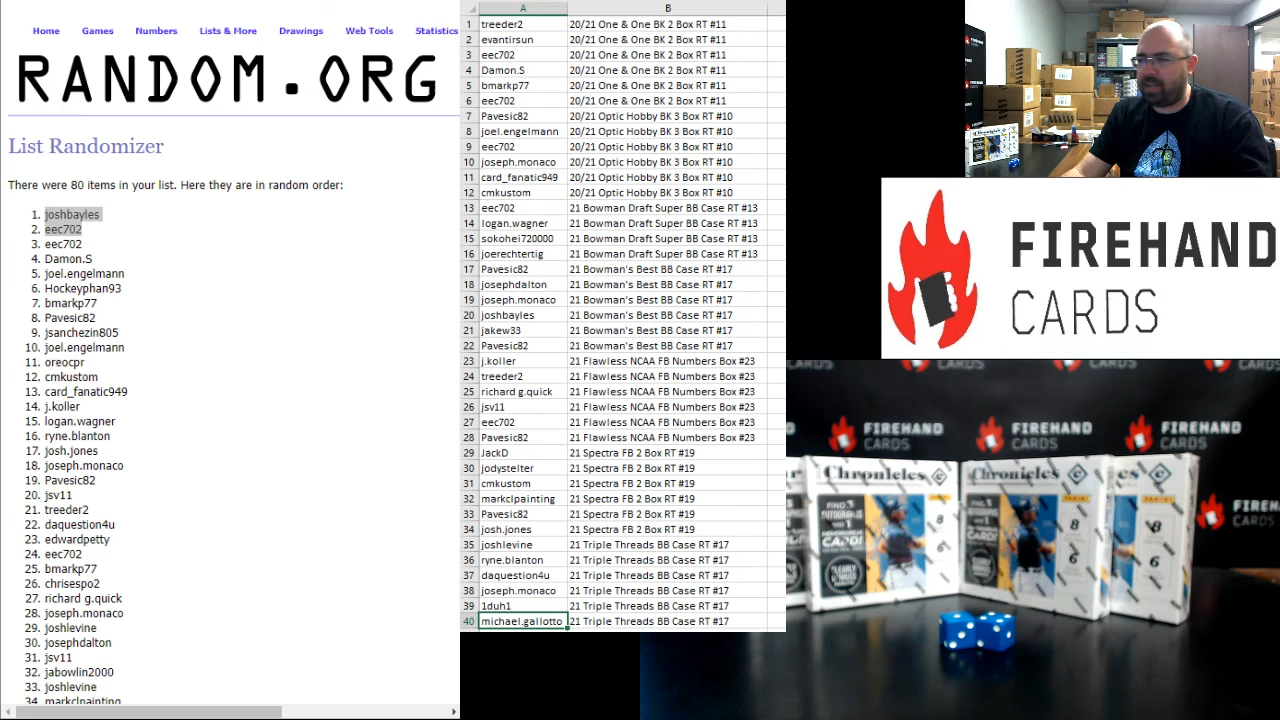 Home Games Numbers Lists & More Drawings Web Tools Statistics
RANDOM.ORG
List Randomizer
There were 80 items in your list. Here they are in random order:
1. joshbayles
2. eec702
3. eec702
4. Damon.S
5. joel.engelmann
6. Hockeyphan93
7. bmarkp77
8. Pavesic82
9. jsanchezin805
10. joel.engelmann
11. oreocpr
12. cmkustom
13. card_fanatic949
14. j.koller
15. logan.wagner
16. ryne.blanton
17. josh.jones
18. joseph.monaco
19. Pavesic82
20. jsv11
21. treeder2
22. daquestion4u
23. edwardpetty
24. eec702
25. bmarkp77
26. chrisespo2
27. richard g.quick
28. joseph.monaco
29. joshlevine
30. josephdalton
31. jsv11
32. jabowlin2000
33. joshlevine
34. markclpainting
A B
1 treeder2 20/21 One & One BK 2 Box RT #11
2 evantirsun 20/21 One & One BK 2 Box RT #11
3 eec702 20/21 One & One BK 2 Box RT #11
4 Damon.S 20/21 One & One BK 2 Box RT #11
5 bmarkp77 20/21 One & One BK 2 Box RT #11
6 eec702 20/21 One & One BK 2 Box RT #11
7 Pavesic82 20/21 Optic Hobby BK 3 Box RT #10
8 joel.engelmann 20/21 Optic Hobby BK 3 Box RT #10
9 eec702 20/21 Optic Hobby BK 3 Box RT #10
10 joseph.monaco 20/21 Optic Hobby BK 3 Box RT #10
11 card_fanatic949 20/21 Optic Hobby BK 3 Box RT #10
12 cmkustom 20/21 Optic Hobby BK 3 Box RT #10
13 eec702 21 Bowman Draft Super BB Case RT #13
14 logan.wagner 21 Bowman Draft Super BB Case RT #13
15 sokohei720000 21 Bowman Draft Super BB Case RT #13
16 joerechtertig 21 Bowman Draft Super BB Case RT #13
17 Pavesic82 21 Bowman's Best BB Case RT #17
18 josephdalton 21 Bowman's Best BB Case RT #17
19 joseph.monaco 21 Bowman's Best BB Case RT #17
20 joshbayles 21 Bowman's Best BB Case RT #17
21 jakew33 21 Bowman's Best BB Case RT #17
22 Pavesic82 21 Bowman's Best BB Case RT #17
23 j.koller 21 Flawless NCAA FB Numbers Box #23
24 treeder2 21 Flawless NCAA FB Numbers Box #23
25 richard g.quick 21 Flawless NCAA FB Numbers Box #23
26 jsv11 21 Flawless NCAA FB Numbers Box #23
27 eec702 21 Flawless NCAA FB Numbers Box #23
28 Pavesic82 21 Flawless NCAA FB Numbers Box #23
29 JackD 21 Spectra FB 2 Box RT #19
30 jodystelter 21 Spectra FB 2 Box RT #19
31 cmkustom 21 Spectra FB 2 Box RT #19
32 markclpainting 21 Spectra FB 2 Box RT #19
33 Pavesic82 21 Spectra FB 2 Box RT #19
34 josh.jones 21 Spectra FB 2 Box RT #19
35 joshlevine 21 Triple Threads BB Case RT #17
36 ryne.blanton 21 Triple Threads BB Case RT #17
37 daquestion4u 21 Triple Threads BB Case RT #17
38 joseph.monaco 21 Triple Threads BB Case RT #17
39 1duh1 21 Triple Threads BB Case RT #17
40 michael.gallotto 21 Triple Threads BB Case RT #17
Chronicles
FIREHAND
CARDS
CARDS
FIREHAND
CARDS
FIREHAND
CARDS
FIREHAND
CARDS
FIREHAND
CARDS
Chronicles
Chronicles
8
6
8
6
8
6